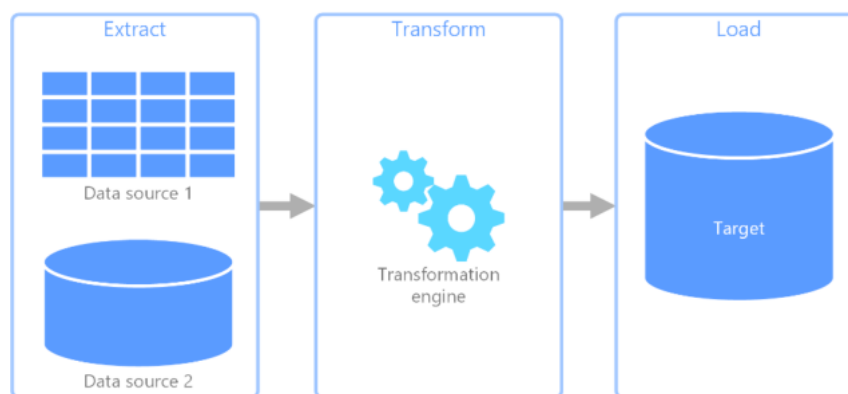 Extract
Data source 1
Data source 2
Transform
Transformation
engine
Load
Target